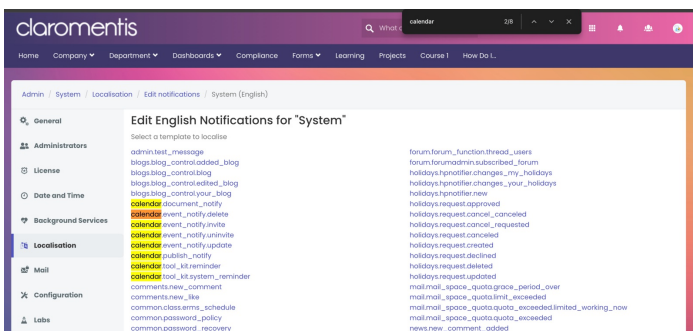 claromentis
What
calendar
2/8
Home Company Department Dashboards Compliance Forms Learning Projects Course 1 How Do I...
Admin / System / Localisation / Edit notifications / System (English)
General
Administrators
License
Date and Time
Background Services
Localisation
Mail
Configuration
Labs
Edit English Notifications for "System"
Select a template to localise
admin.test_message
blogs.blog_control.added_blog
blogs.blog_control.blog
blogs.blog_control.edited_blog
blogs.blog_control.your_blog
calendar.document_notify
calendar.event_notify.delete
calendar.event_notify.invite
calendar.event_notify.uninvite
calendar.event_notify.update
calendar.publish_notify
calendar.tool_kit.reminder
calendar.tool_kit.system_reminder
comments.new_comment
comments.new_like
common.class.erms_schedule
common.password_policy
common.password_recovery
forum.forum_function.thread_users
forum.forumadmin.subscribed_forum
holidays.hpnotifier.changes_my_holidays
holidays.hpnotifier.changes_your_holidays
holidays.hpnotifier.new
holidays.request.approved
holidays.request.cancel_canceled
holidays.request.cancel_requested
holidays.request.canceled
holidays.request.created
holidays.request.declined
holidays.request.deleted
holidays.request.updated
mail.mail_space_quota.grace_period_over
mail.mail_space_quota.limit_exceeded
mail.mail_space_quota.quota_exceeded.limited_working_now
mail.mail_space_quota.quota_exceeded
news.new_comment_added